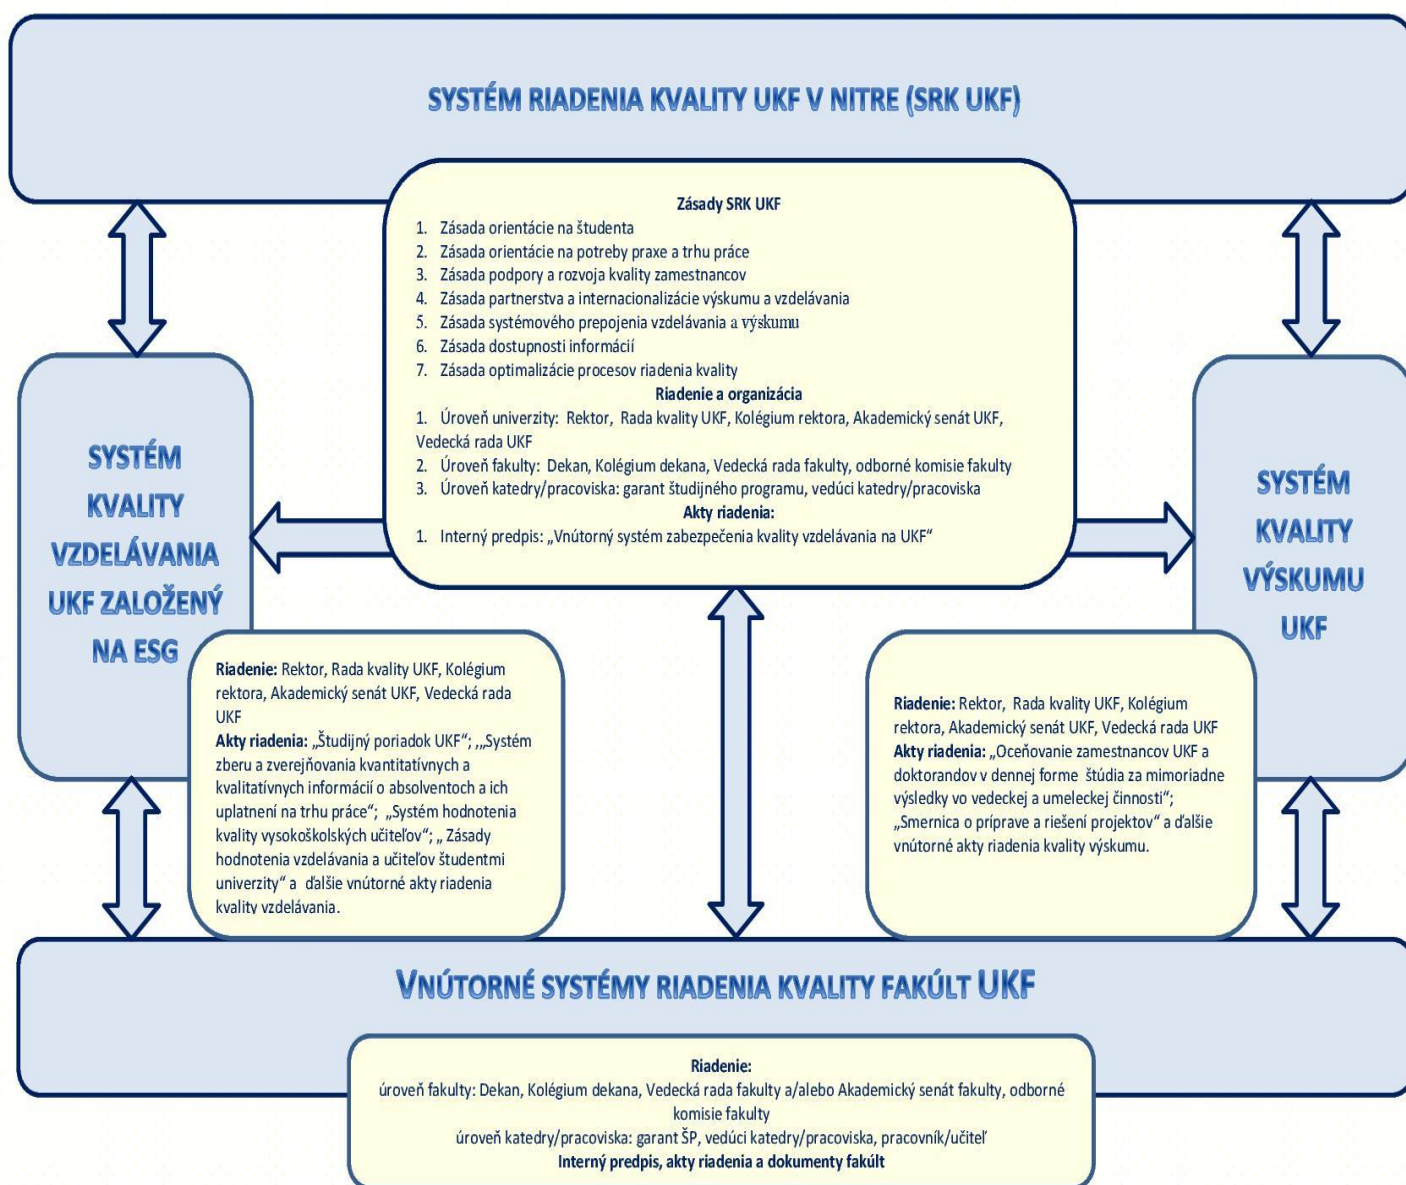 SYSTÉM RIADENIA KVALITY UKF V NITRE (SRK UKF)
Zásady SRK UKF
1. Zásada orientácie na študenta
2. Zásada orientácie na potreby praxe a trhu práce
3. Zásada podpory a rozvoja kvality zamestnancov
4. Zásada partnerstva a internacionalizácie výskumu a vzdelávania
5. Zásada systémového prepojenia vzdelávania a výskumu
6. Zásada dostupnosti informácií
7. Zásada optimalizácie procesov riadenia kvality
Riadenie a organizácia
1. Úroveň univerzity: Rektor, Rada kvality UKF, Kolégium rektora, Akademický senát UKF,
Vedecká rada UKF
2. Úroveň fakulty: Dekan, Kolégium dekana, Vedecká rada fakulty, odborné komisie fakulty
3. Úroveň katedry/pracoviska: garant študijného programu, vedúci katedry/pracoviska
Akty riadenia:
1. Interný predpis: „Vnútorný systém zabezpečenia kvality vzdelávania na UKF“
SYSTÉM
KVALITY
VZDELÁVANIA
UKF ZALOŽENÝ
NA ESG
Riadenie: Rektor, Rada kvality UKF, Kolégium
rektora, Akademický senát UKF, Vedecká rada
UKF
Akty riadenia: „Študijný poriadok UKF“; „„Systém
zberu a zverejňovania kvantitatívnych a
kvalitatívnych informácií o absolventoch a ich
uplatnení na trhu práce“; „Systém hodnotenia
kvality vysokoškolských učiteľov“; „ Zásady
hodnotenia vzdelávania a učiteľov študentmi
univerzity“ a ďalšie vnútorné akty riadenia
kvality vzdelávania.
SYSTÉM
KVALITY
VÝSKUMU
UKF
Riadenie: Rektor, Rada kvality UKF, Kolégium
rektora, Akademický senát UKF, Vedecká rada UKF
Akty riadenia: „Oceňovanie zamestnancov UKF a
doktorandov v dennej forme štúdia za mimoriadne
výsledky vo vedeckej a umeleckej činnosti“;
„Smernica o príprave a riešení projektov“ a ďalšie
vnútorné akty riadenia kvality výskumu.
VNÚTORNÉ SYSTÉMY RIADENIA KVALITY FAKÚLT UKF
Riadenie:
úroveň fakulty: Dekan, Kolégium dekana, Vedecká rada fakulty a/alebo Akademický senát fakulty, odborné
komisie fakulty
úroveň katedry/pracoviska: garant ŠP, vedúci katedry/pracoviska, pracovník/učiteľ
Interný predpis, akty riadenia a dokumenty fakúlt